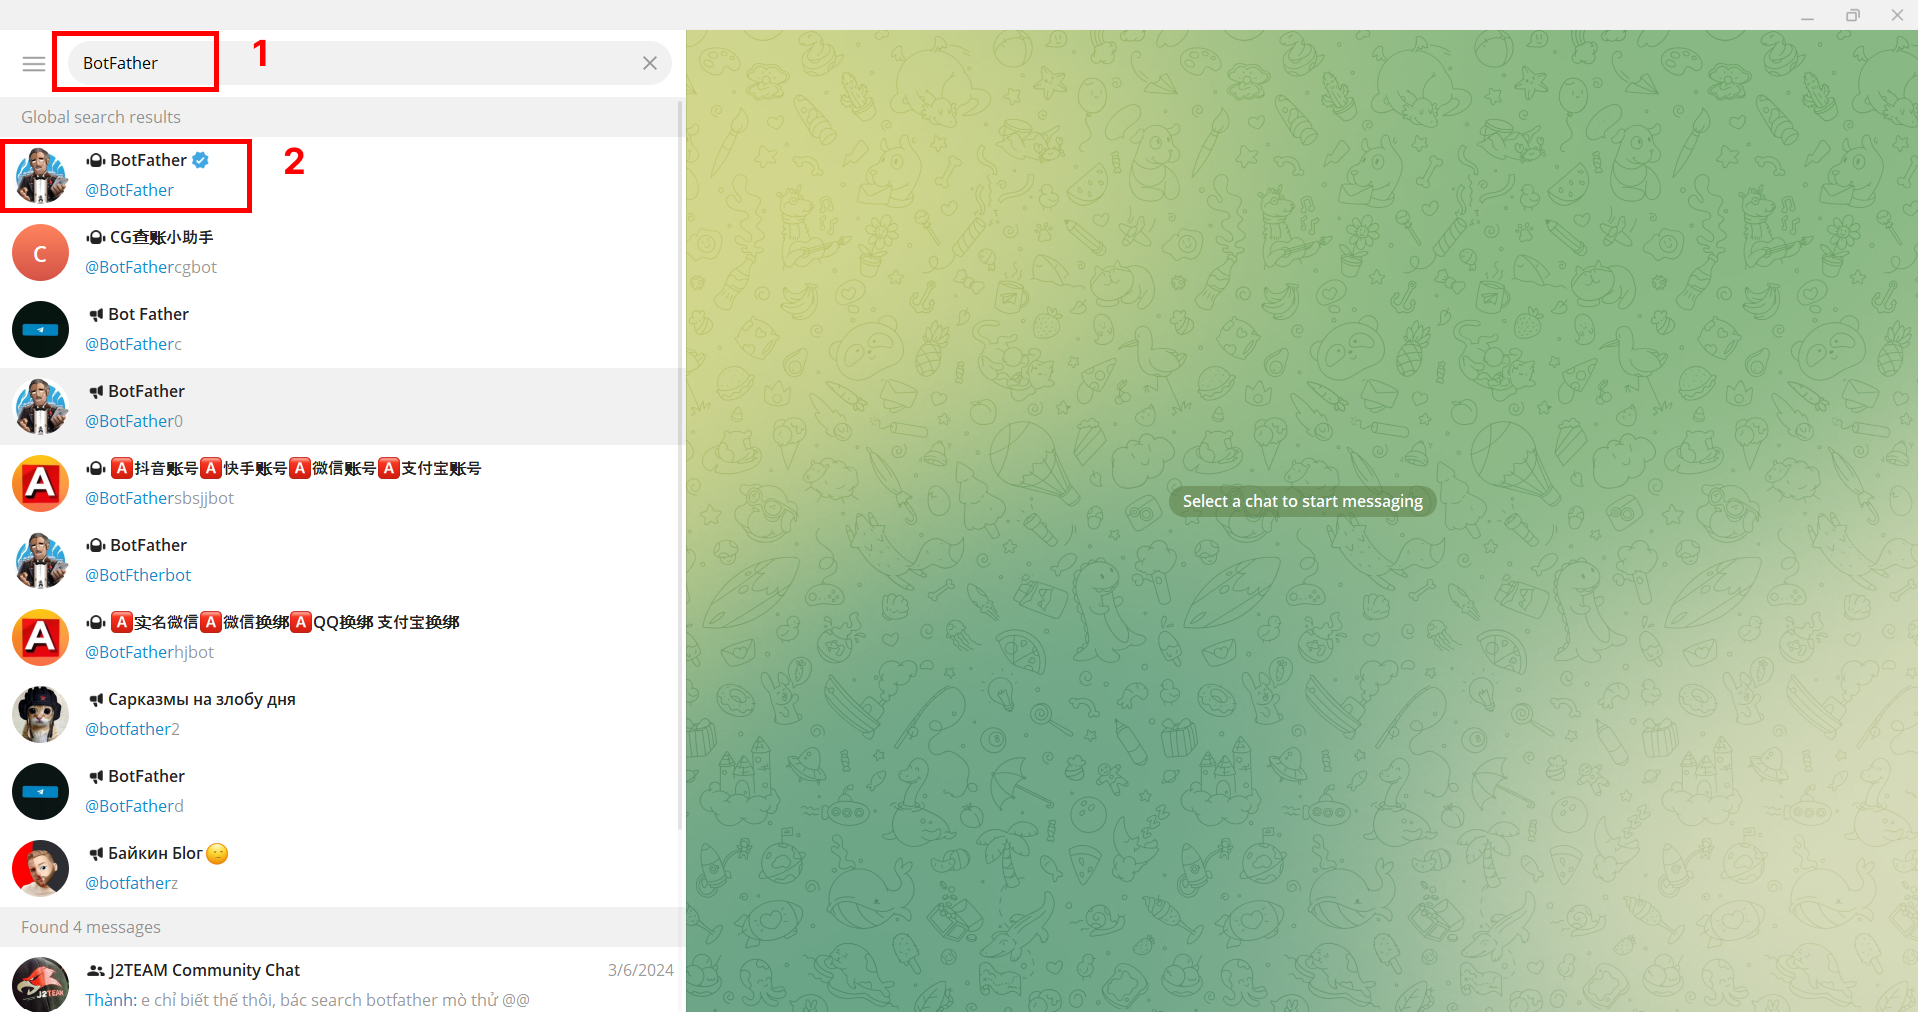 BotFather
1
Global search results
BotFather
@BotFather
2
C
CG查账小助手
@BotFathercgbot
Bot Father
@BotFatherc
BotFather
@BotFather0
A
🅰抖音账号🅰快手账号🅰微信账号🅰支付宝账号
@BotFathersbsjjbot
BotFather
@BotFtherbot
A
🅰实名微信🅰微信换绑🅰QQ换绑 支付宝换绑
@BotFatherhjbot
Сарказмы на злобу дня
@botfather2
BotFather
@BotFatherd
Байкин Бlог
@botfatherz
Found 4 messages
J2TEAM
J2TEAM Community Chat
3/6/2024
Thành: e chỉ biết thế thôi, bác search botfather mò thử @@
Select a chat to start messaging